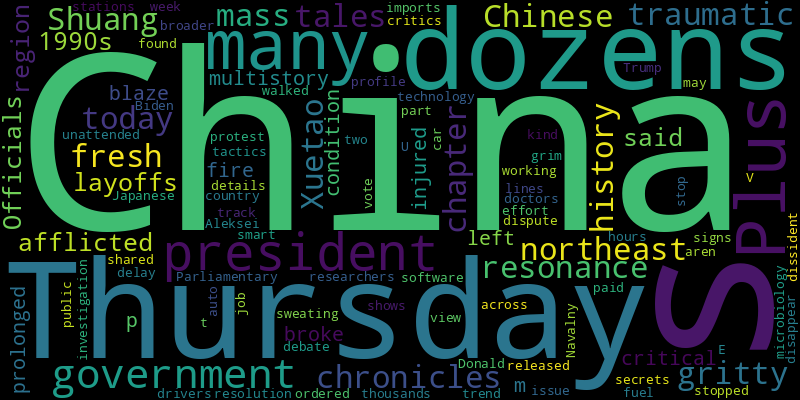 stations week
imports
critics
Shuang
broader
mass
tales
Chinese
traumatic
1990s
found
many
dozens
region
multistory
profile
Trump
walked
technology
may
blaze
today
Biden
part
China
Xuetao
condition
injured
car
chapter
kind
history
said
Plus
unattended
protest
two
U
fresh
tactics
grim
fire
working
V
layoffs
details
vote
lines
stop
Officials
Japanese
country
doctors
effort
track
dispute
Aleksei
smart
hours
left
signs
aren
dissident
afflicted
president
northeast
shared
resonance
delay
Parliamentary
researchers
software
paid
Thursday
S
prolonged
public
investigation
p
t
auto
job
shows
sweating
view
across
broke
debate
Navalny
E
critical
microbiology
disappear
government
chronicles
Donald
released
gritty
m
issue
secrets
fuel
stopped
drivers
resolution
ordered
thousands
trend